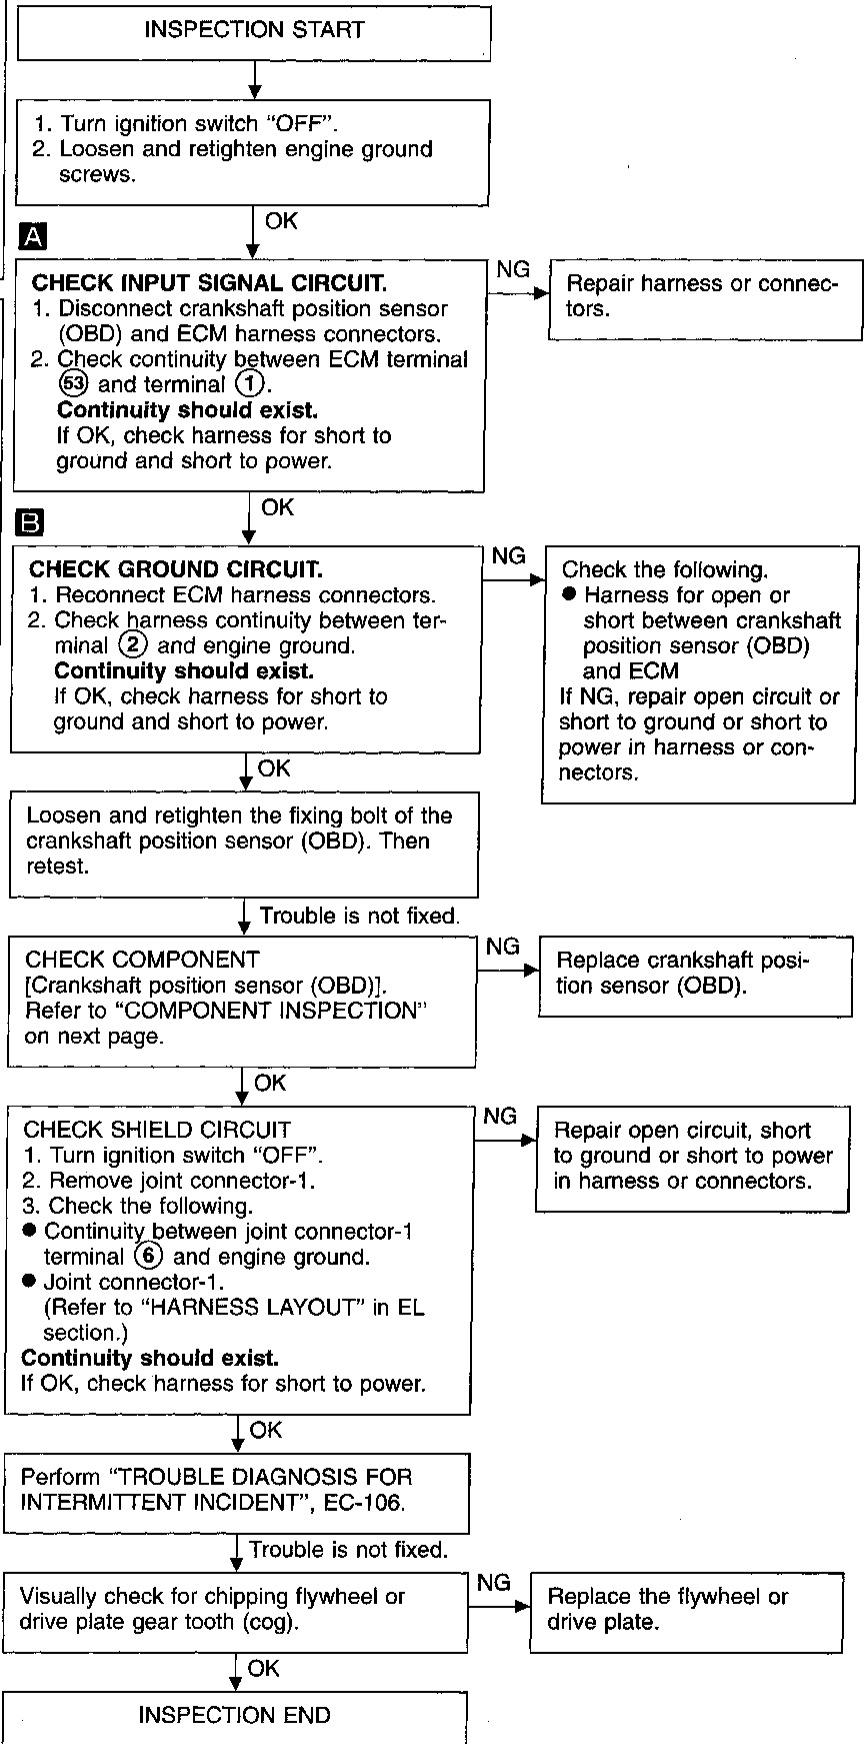 INSPECTION START
1. Turn ignition switch “OFF”.
2. Loosen and retighten engine ground
screws.
OK
A
CHECK INPUT SIGNAL CIRCUIT.
1. Disconnect crankshaft position sensor
(OBD) and ECM harness connectors.
2. Check continuity between ECM terminal
53 and terminal 1.
Continuity should exist.
If OK, check harness for short to
ground and short to power.
NG
Repair harness or connec-
tors.
OK
B
CHECK GROUND CIRCUIT.
1. Reconnect ECM harness connectors.
2. Check harness continuity between ter-
minal 2 and engine ground.
Continuity should exist.
If OK, check harness for short to
ground and short to power.
NG
Check the following.
● Harness for open or
short between crankshaft
position sensor (OBD)
and ECM
If NG, repair open circuit or
short to ground or short to
power in harness or con-
nectors.
OK
Loosen and retighten the fixing bolt of the
crankshaft position sensor (OBD). Then
retest.
Trouble is not fixed.
CHECK COMPONENT
[Crankshaft position sensor (OBD)].
Refer to “COMPONENT INSPECTION”
on next page.
NG
Replace crankshaft posi-
tion sensor (OBD).
OK
CHECK SHIELD CIRCUIT
1. Turn ignition switch “OFF”.
2. Remove joint connector-1.
3. Check the following.
● Continuity between joint connector-1
terminal 6 and engine ground.
● Joint connector-1.
(Refer to “HARNESS LAYOUT” in EL
section.)
Continuity should exist.
If OK, check harness for short to power.
NG
Repair open circuit, short
to ground or short to power
in harness or connectors.
OK
Perform “TROUBLE DIAGNOSIS FOR
INTERMITTENT INCIDENT”, EC-106.
Trouble is not fixed.
Visually check for chipping flywheel or
drive plate gear tooth (cog).
NG
Replace the flywheel or
drive plate.
OK
INSPECTION END